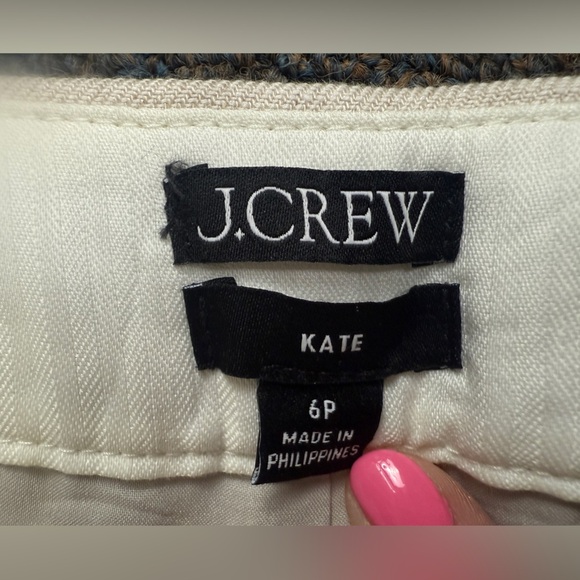 J.CREW
KATE
6P
MADE IN
PHILIPPINES